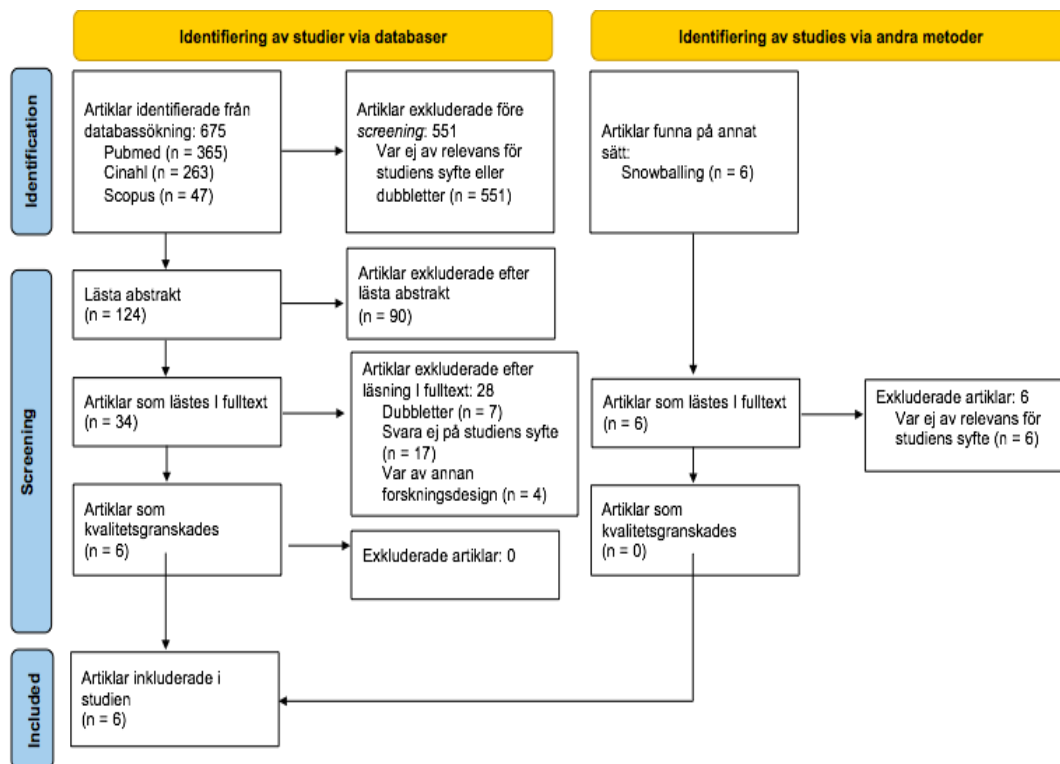 Identifiering av studier via databaser
Identifiering av studies via andra metoder
Identification
Artiklar identifierade från
databassökning: 675
Pubmed (n = 365)
Cinahl (n = 263)
Scopus (n = 47)
Artiklar exkluderade före
screening: 551
Var ej av relevans för
studiens syfte eller
dubbletter (n = 551)
Artiklar funna på annat
sätt:
Snowballing (n = 6)
Screening
Lästa abstrakt
(n = 124)
Artiklar exkluderade efter
lästa abstrakt
(n = 90)
Artiklar som lästes I fulltext
(n = 34)
Artiklar exkluderade efter
läsning I fulltext: 28
Dubbletter (n = 7)
Svara ej på studiens syfte
(n = 17)
Var av annan
forskningsdesign (n = 4)
Artiklar som lästes I fulltext
(n = 6)
Exkluderade artiklar: 6
Var ej av relevans för
studiens syfte (n = 6)
Artiklar som
kvalitetsgranskades
(n = 6)
Exkluderade artiklar: 0
Artiklar som
kvalitetsgranskades
(n = 0)
Included
Artiklar inkluderade i
studien
(n = 6)